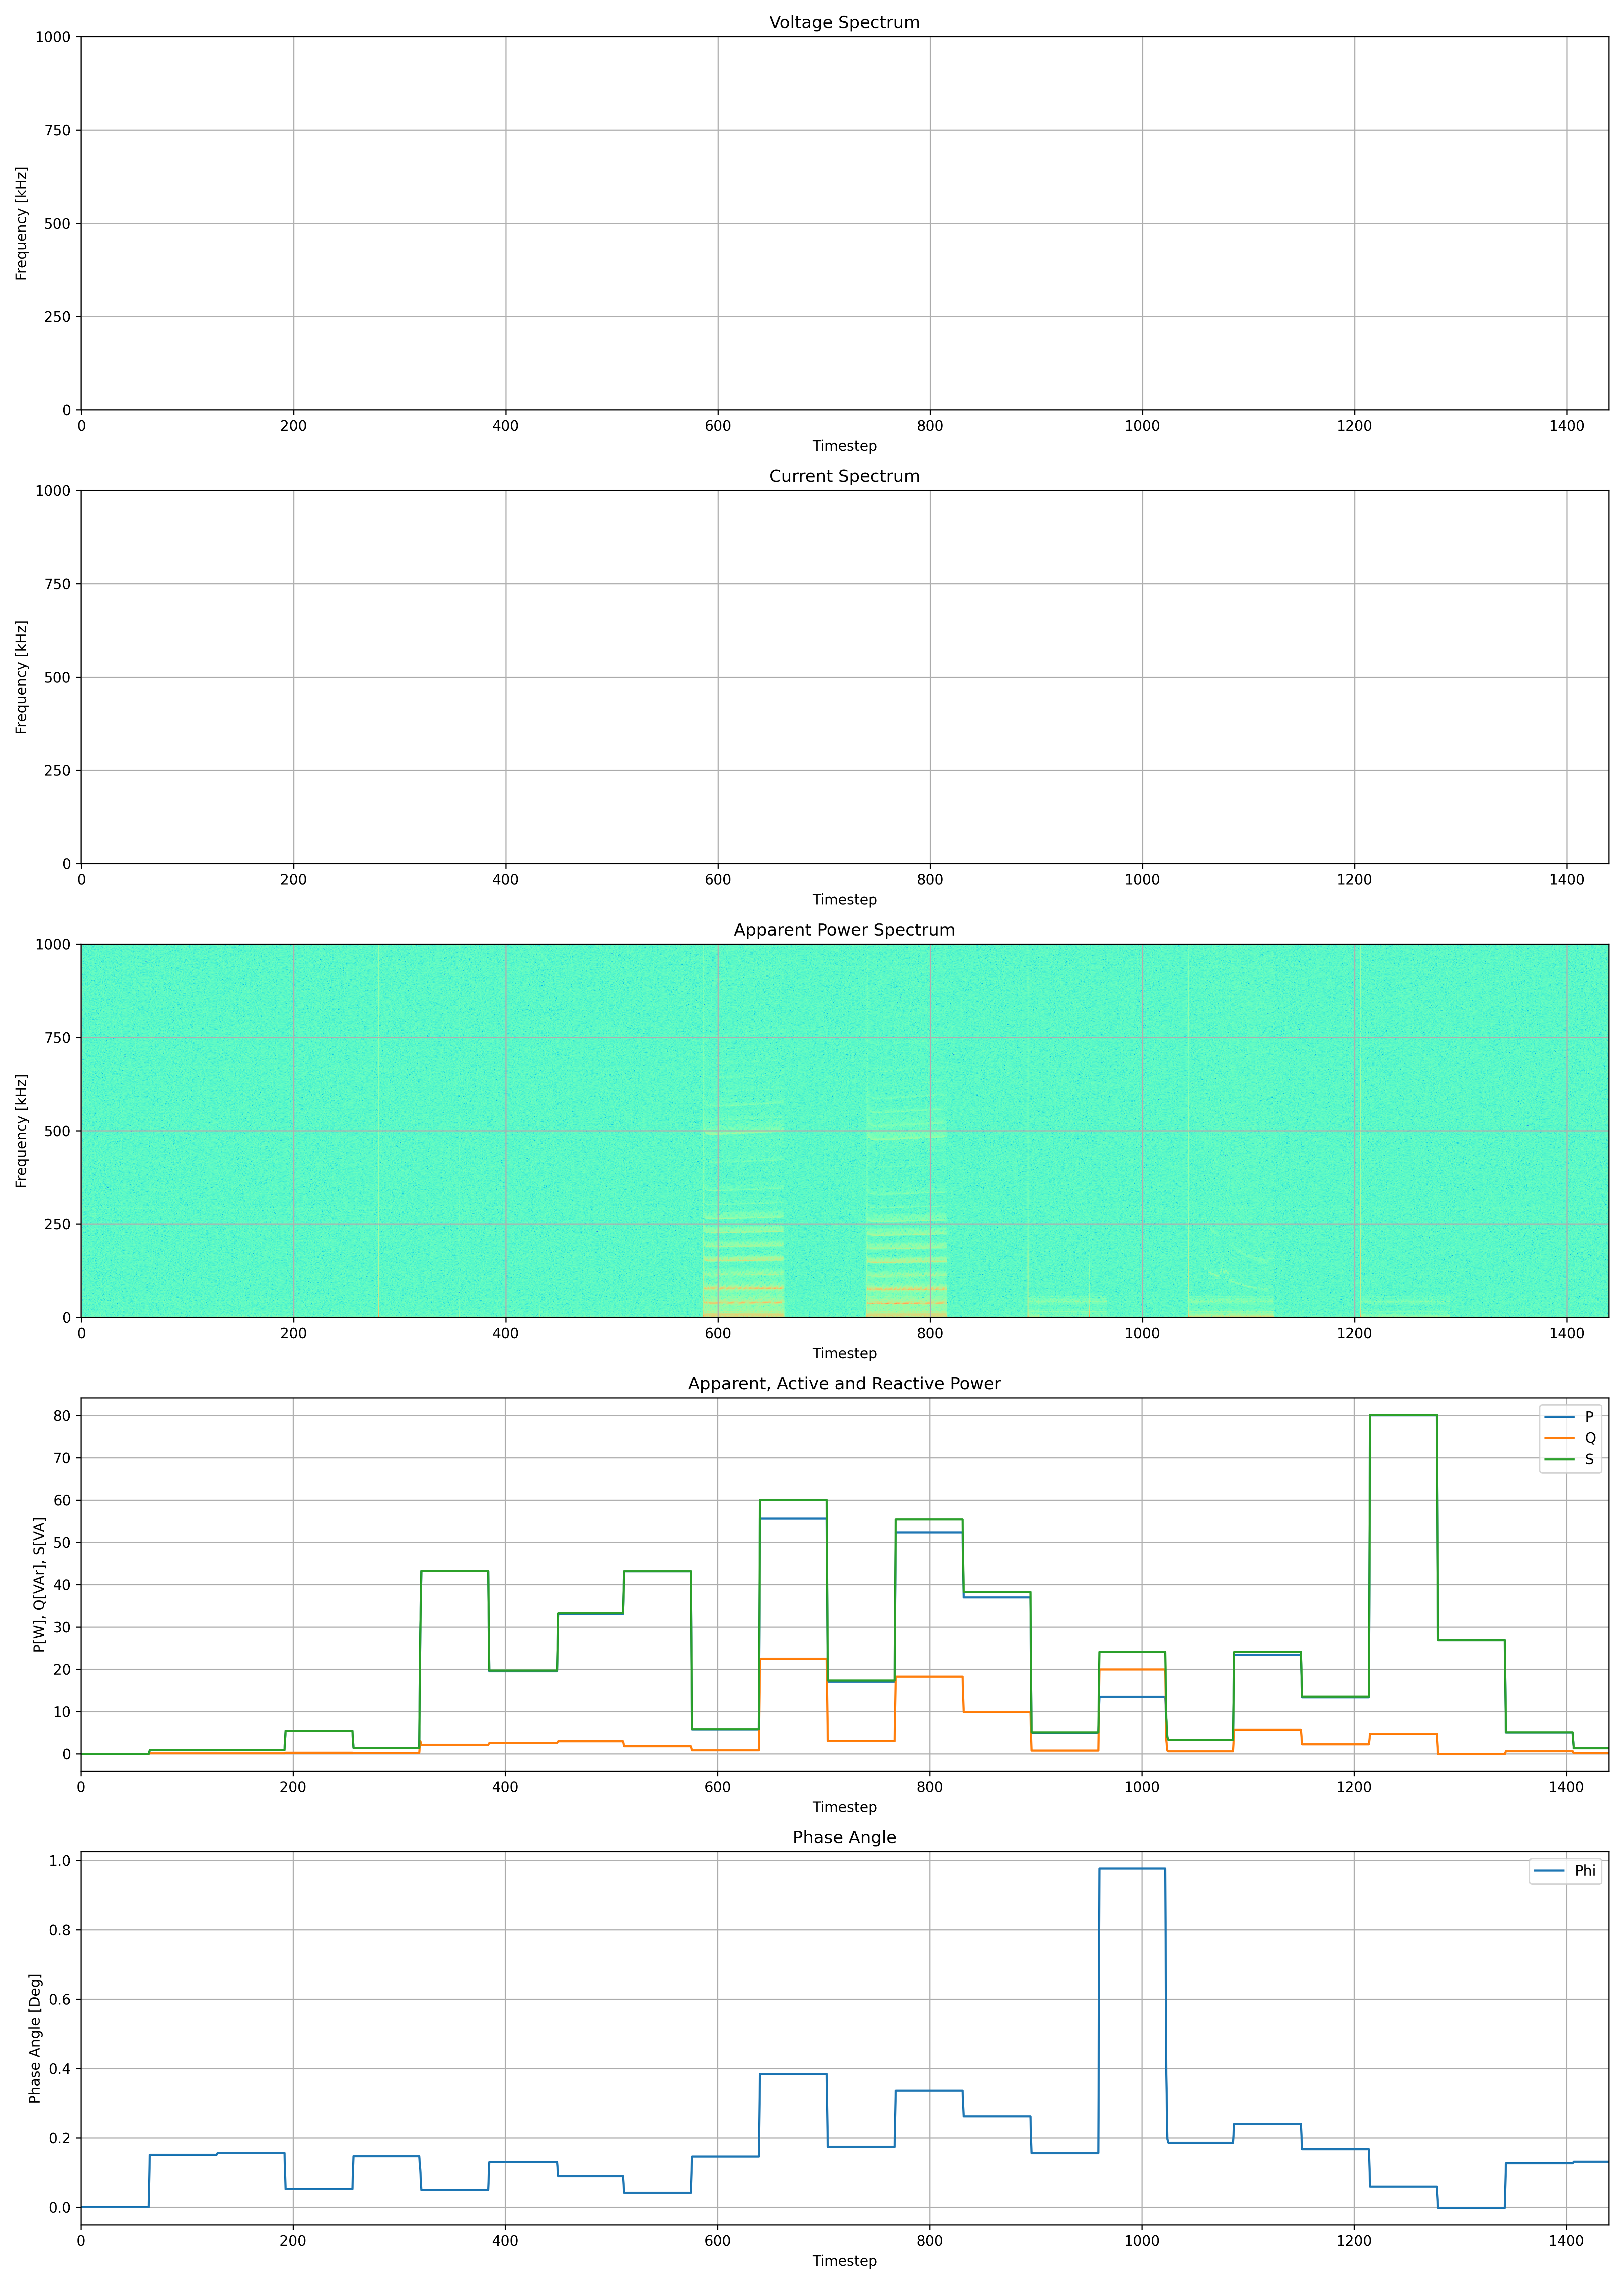 Voltage Spectrum
1000
750
500
250
0
Frequency [kHz]
0 200 400 600 800 1000 1200 1400
Timestep
Current Spectrum
1000
750
500
250
0
Frequency [kHz]
0 200 400 600 800 1000 1200 1400
Timestep
Apparent Power Spectrum
1000
750
500
250
0
Frequency [kHz]
0 200 400 600 800 1000 1200 1400
Timestep
Apparent, Active and Reactive Power
80
70
60
50
40
30
20
10
0
P[W], Q[VAr], S[VA]
P
Q
S
0 200 400 600 800 1000 1200 1400
Timestep
Phase Angle
1.0
0.8
0.6
0.4
0.2
0.0
Phase Angle [Deg]
Phi
0 200 400 600 800 1000 1200 1400
Timestep